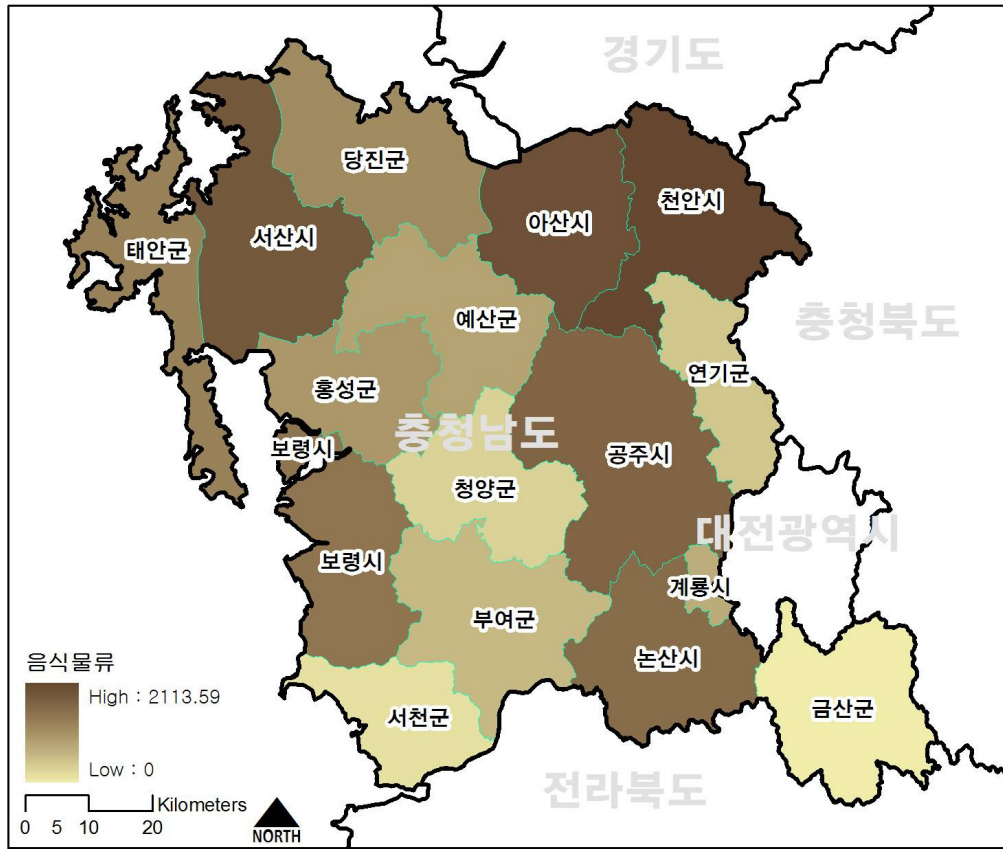 경기도
당진군
천안시
아산시
서산시
태안군
충청북도
예산군
연기군
홍성군
충청남도
보령시
공주시
청양군
대전광역시
보령시
계룡시
부여군
논산시
음식물류
High : 2113.59
서천군
금산군
Low : 0
전라북도
Kilometers
0 5 10 20
NORTH